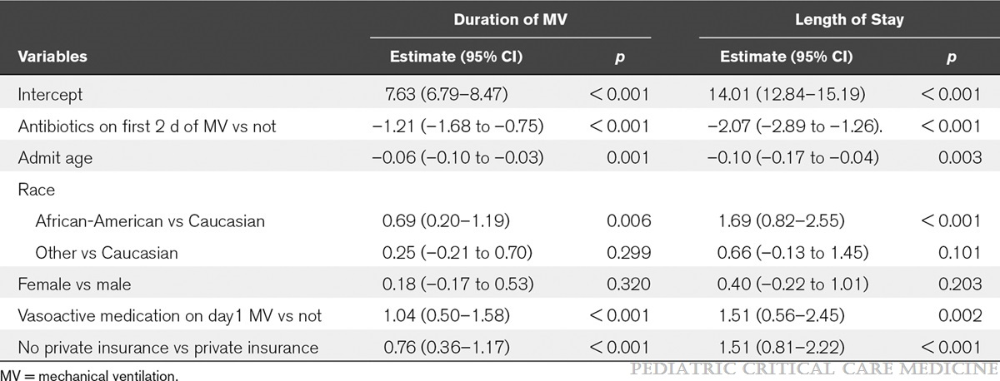 Duration of MV Length of Stay
Variables Estimate (95% CI) p Estimate (95% CI) p
Intercept 7.63 (6.79–8.47) < 0.001 14.01 (12.84–15.19) < 0.001
Antibiotics on first 2 d of MV vs not −1.21 (−1.68 to −0.75) < 0.001 −2.07 (−2.89 to −1.26). < 0.001
Admit age −0.06 (−0.10 to −0.03) 0.001 −0.10 (−0.17 to −0.04) 0.003
Race
African-American vs Caucasian 0.69 (0.20–1.19) 0.006 1.69 (0.82–2.55) < 0.001
Other vs Caucasian 0.25 (−0.21 to 0.70) 0.299 0.66 (−0.13 to 1.45) 0.101
Female vs male 0.18 (−0.17 to 0.53) 0.320 0.40 (−0.22 to 1.01) 0.203
Vasoactive medication on day1 MV vs not 1.04 (0.50–1.58) < 0.001 1.51 (0.56–2.45) 0.002
No private insurance vs private insurance 0.76 (0.36–1.17) < 0.001 1.51 (0.81–2.22) < 0.001
MV = mechanical ventilation.
PEDIATRIC CRITICAL CARE MEDICINE